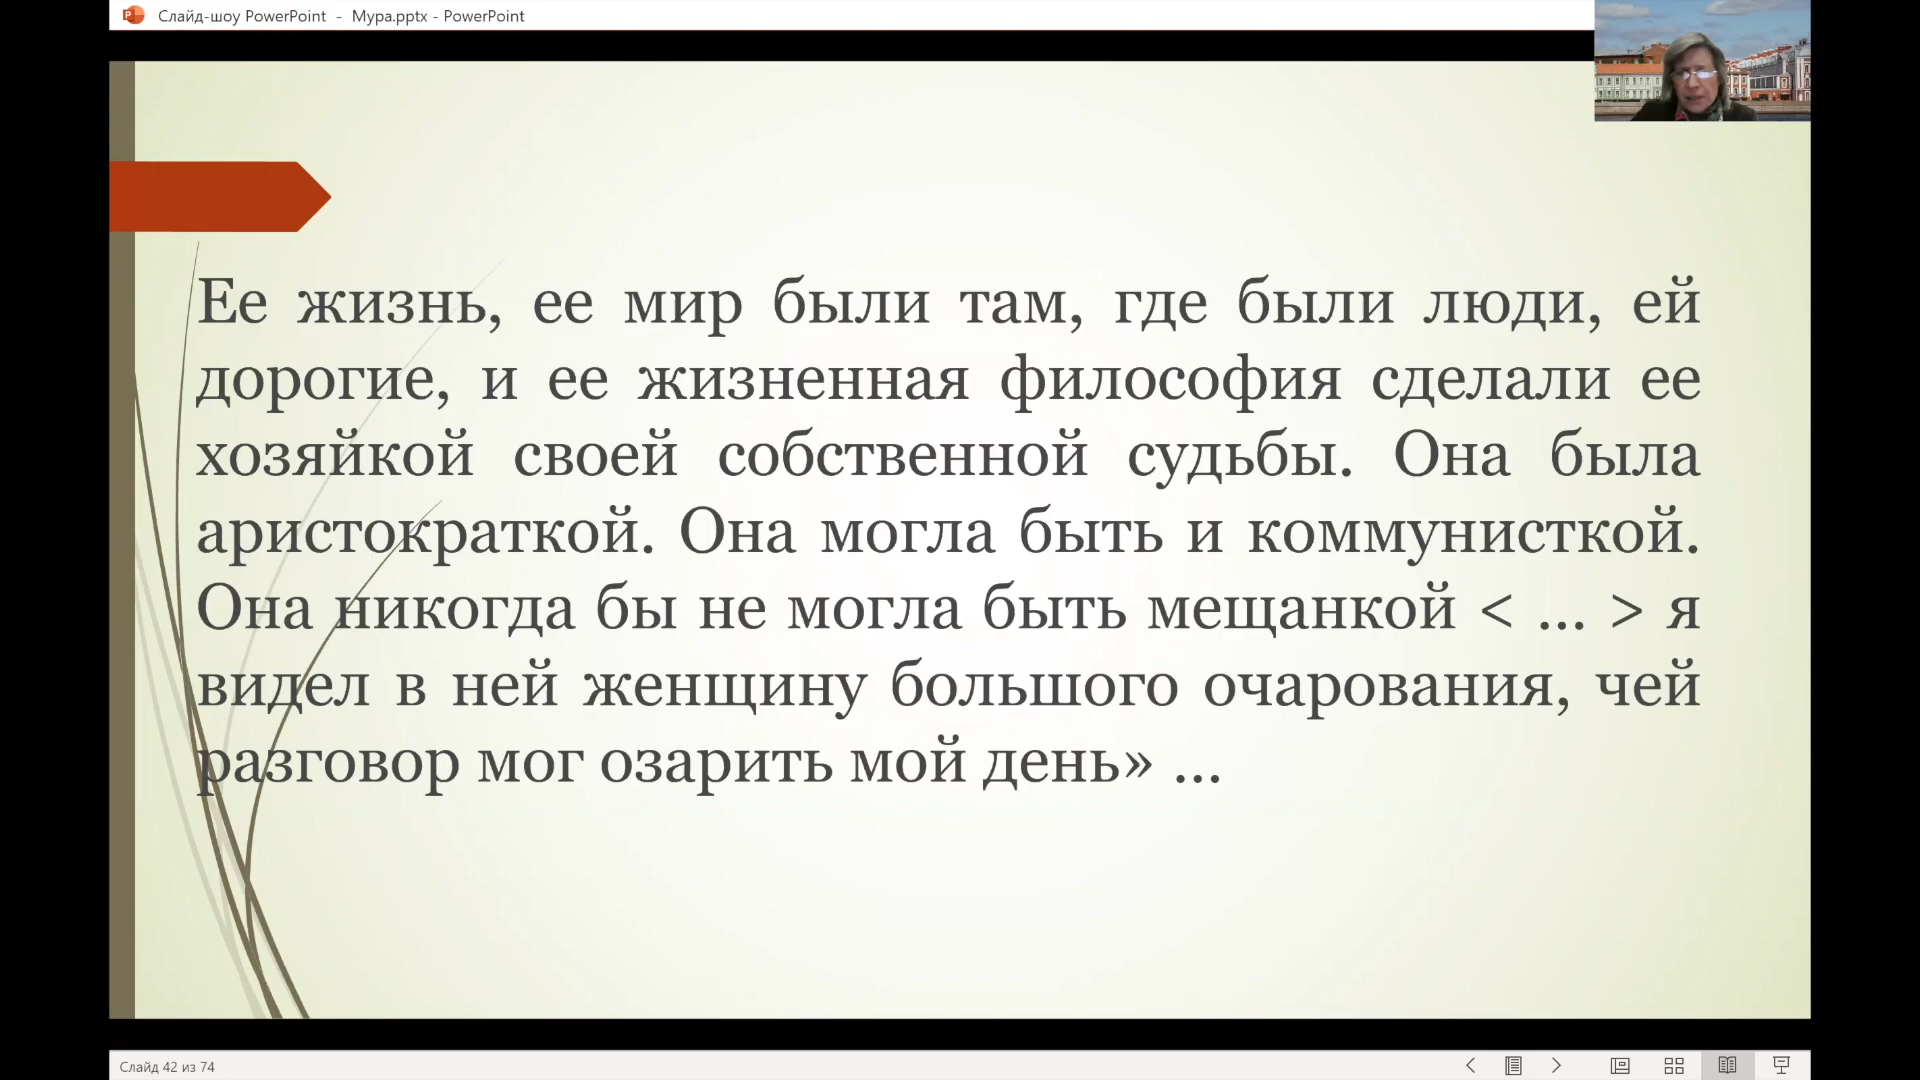 Слайд-шоу PowerPoint - Мура.pptx - PowerPoint
Ее жизнь, ее мир были там, где были люди, ей
дорогие, и ее жизненная философия сделали ее
хозяйкой своей собственной судьбы. Она была
аристократкой. Она могла быть и коммунисткой.
Она никогда бы не могла быть мещанкой < ... > я
видел в ней женщину большого очарования, чей
разговор мог озарить мой день» ...
Слайд 42 из 74